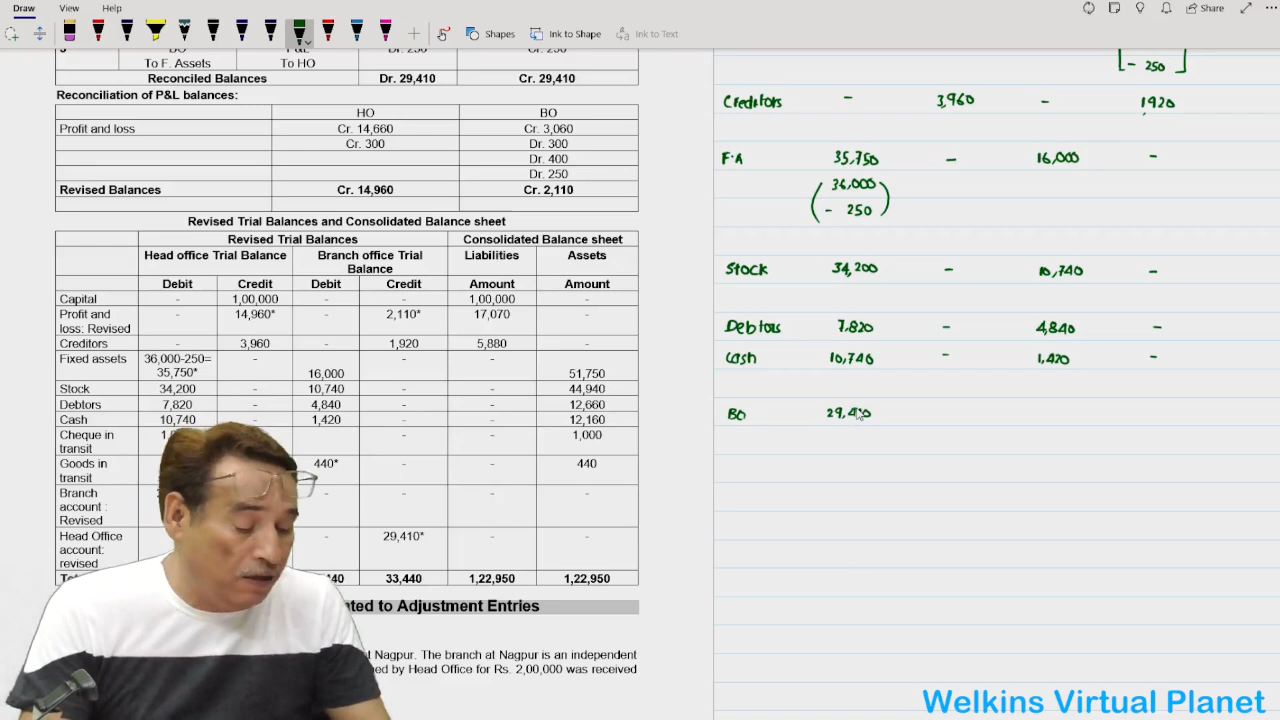 Draw View Help
Shapes Ink to Shape Ink to Text Share
To F. Assets To HO
Reconciled Balances Dr. 29,410 Cr. 29,410
Reconciliation of P&L balances:
HO BO
Profit and loss Cr. 14,660 Cr. 3,060
Cr. 300 Dr. 300
Dr. 400
Dr. 250
Revised Balances Cr. 14,960 Cr. 2,110
Revised Trial Balances and Consolidated Balance sheet
Revised Trial Balances Consolidated Balance sheet
Head office Trial Balance Branch office Trial Balance Liabilities Assets
Debit Credit Debit Credit Amount Amount
Capital - 1,00,000 - - 1,00,000 -
Profit and loss: Revised - 14,960* - 2,110* 17,070 -
Creditors - 3,960 - 1,920 5,880 -
Fixed assets 36,000-250= - - - -
35,750* 16,000 51,750
Stock 34,200 - 10,740 - - 44,940
Debtors 7,820 - 4,840 - - 12,660
Cash 10,740 - 1,420 - - 12,160
Cheque in transit - - - - 1,000
Goods in transit 440* - - 440
Branch account : Revised - - - -
Head Office account: revised - 29,410* - -
33,440 1,22,950 1,22,950
ted to Adjustment Entries
t Nagpur. The branch at Nagpur is an independent
ned by Head Office for Rs. 2,00,000 was received
- 250
Creditors - 3,960 - 1920
F.A 35,750 - 16,000 -
36,000
- 250
Stock 34,200 - 10,740 -
Debtors 7,820 - 4,840 -
Cash 10,740 - 1,420 -
BO
Welkins Virtual Planet